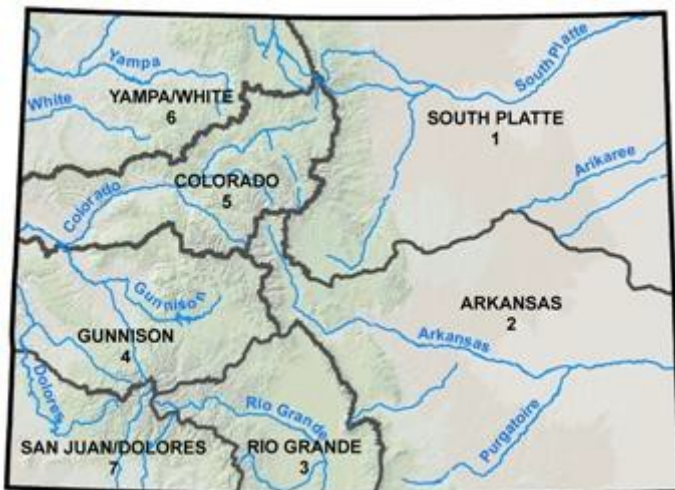 Yampa
South Platte
White
YAMPA/WHITE
6
SOUTH PLATTE
1
Arikaree
COLORADO
5
Colorado
Gunnison
ARKANSAS
2
GUNNISON
4
Arkansas
Dolores
Rio Grande
Purgatoire
SAN JUAN/DOLORES
7
RIO GRANDE
3